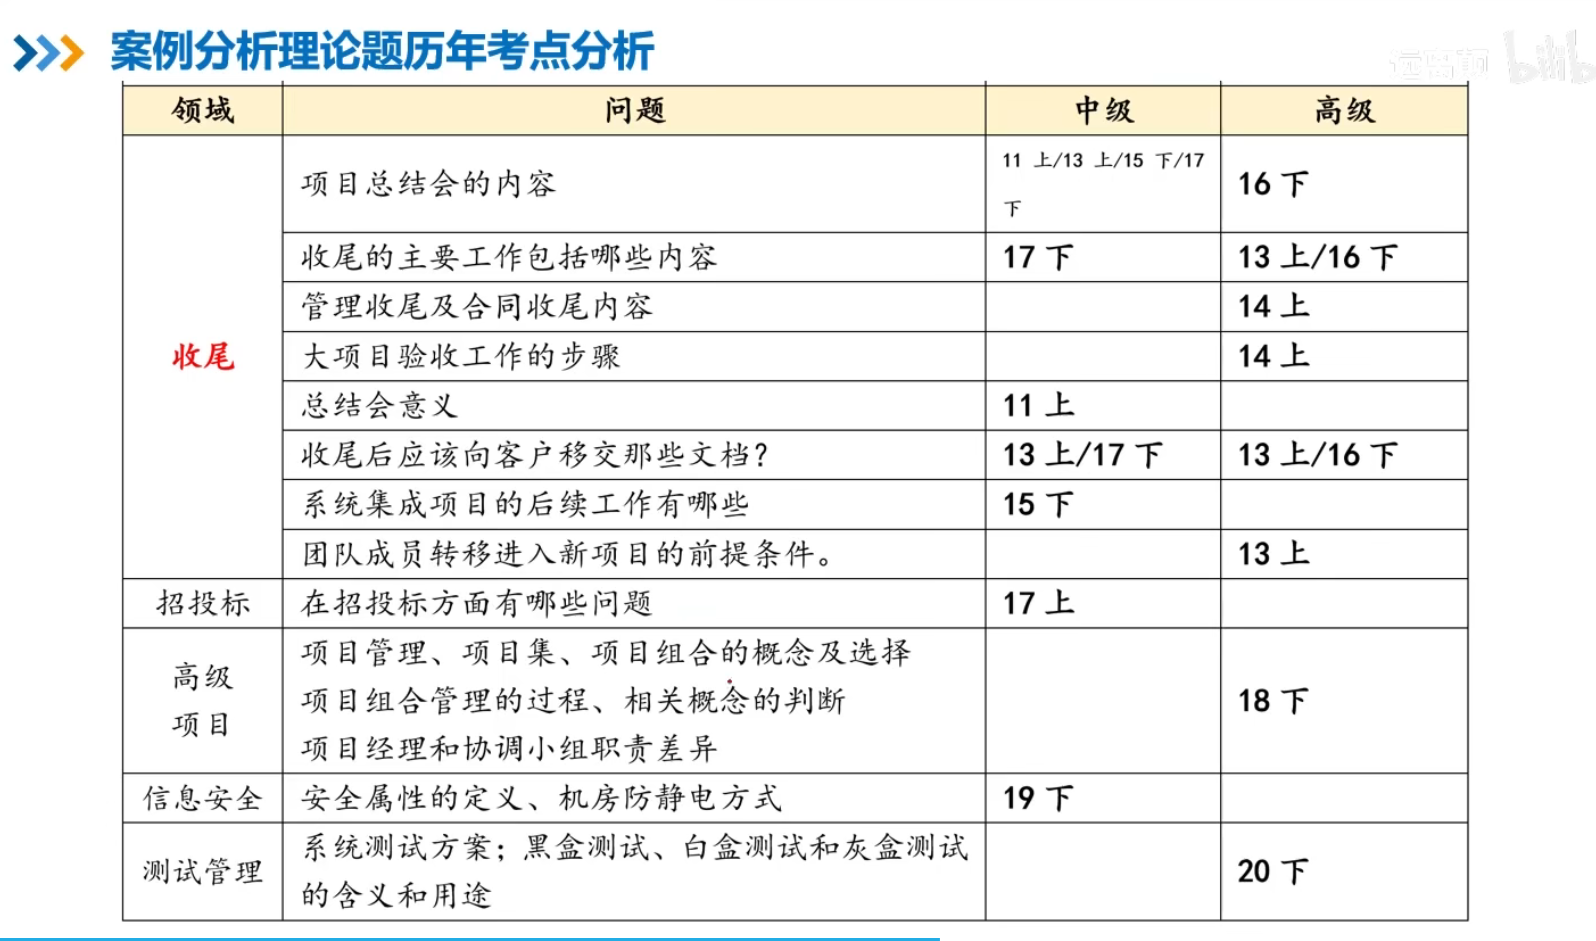 案例分析理论题历年考点分析
远离颠 bilibili
领域 问题 中级 高级
收尾
项目总结会的内容 11 上/13 上/15 下/17 下 16 下
收尾的主要工作包括哪些内容 17 下 13 上/16 下
管理收尾及合同收尾内容 14 上
大项目验收工作的步骤 14 上
总结会意义 11 上
收尾后应该向客户移交那些文档? 13 上/17 下 13 上/16 下
系统集成项目的后续工作有哪些 15 下
团队成员转移进入新项目的前提条件。 13 上
招投标 在招投标方面有哪些问题 17 上
高级
项目
项目管理、项目集、项目组合的概念及选择
项目组合管理的过程、相关概念的判断 18 下
项目经理和协调小组职责差异
信息安全 安全属性的定义、机房防静电方式 19 下
测试管理
系统测试方案；黑盒测试、白盒测试和灰盒测试
的含义和用途 20 下